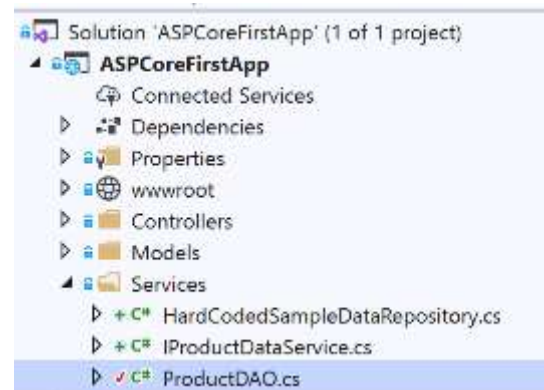 Solution 'ASPCoreFirstApp' (1 of 1 project)
ASPCoreFirstApp
Connected Services
Dependencies
Properties
wwwroot
Controllers
Models
Services
C# HardCodedSampleDataRepository.cs
C# IProductDataService.cs
C# ProductDAO.cs